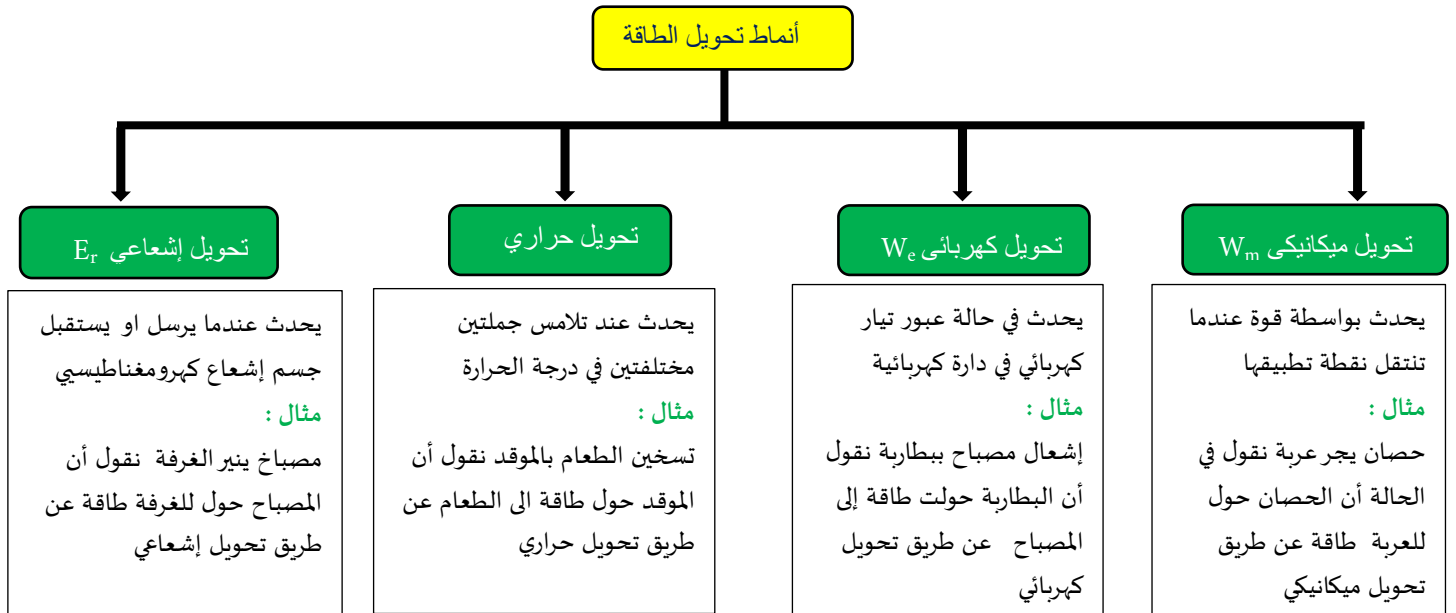 أنماط تحويل الطاقة
تحويل ميكانيكى Wm
يحدث بواسطة قوة عندما
تنتقل نقطة تطبيقها
مثال :
حصان يجر عربة نقول في
الحالة أن الحصان حول
للعربة طاقة عن طريق
تحويل ميكانيكي
تحويل كهربائى We
يحدث في حالة عبور تيار
كهربائي في دارة كهربائية
مثال :
إشعال مصباح ببطارية نقول
أن البطارية حولت طاقة إلى
المصباح عن طريق تحويل
كهربائي
تحويل حراري
يحدث عند تلامس جملتين
مختلفتين في درجة الحرارة
مثال :
تسخين الطعام بالموقد نقول أن
الموقد حول طاقة الى الطعام عن
طريق تحويل حراري
تحويل إشعاعي Er
يحدث عندما يرسل او يستقبل
جسم إشعاع كهرومغناطيسيي
مثال :
مصباخ ينير الغرفة نقول أن
المصباح حول للغرفة طاقة عن
طريق تحويل إشعاعي